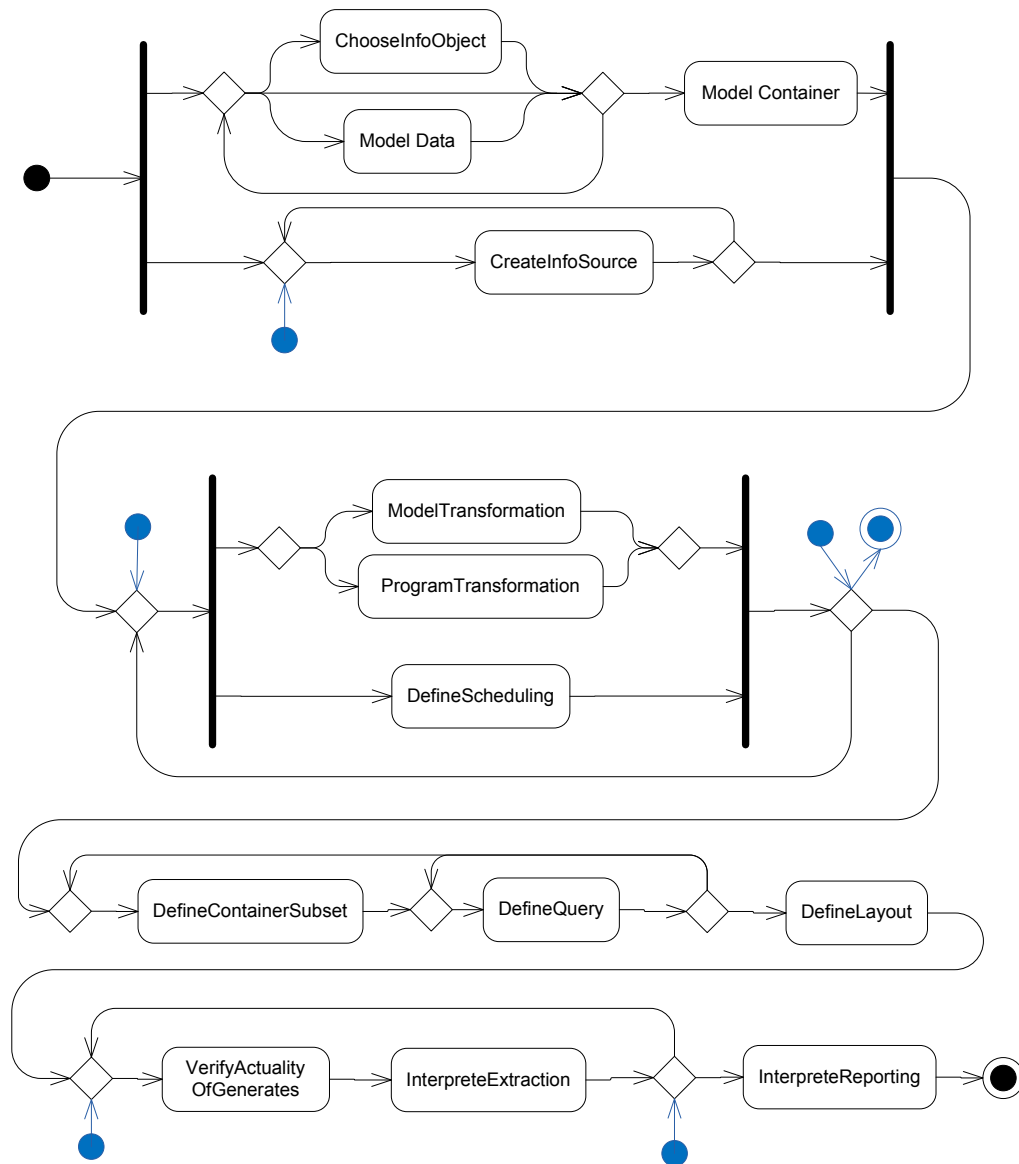 ChooseInfoObject
Model Container
Model Data
CreateInfoSource
ModelTransformation
ProgramTransformation
DefineScheduling
DefineContainerSubset
DefineQuery
DefineLayout
VerifyActuality
OfGenerates
InterpreteExtraction
InterpreteReporting